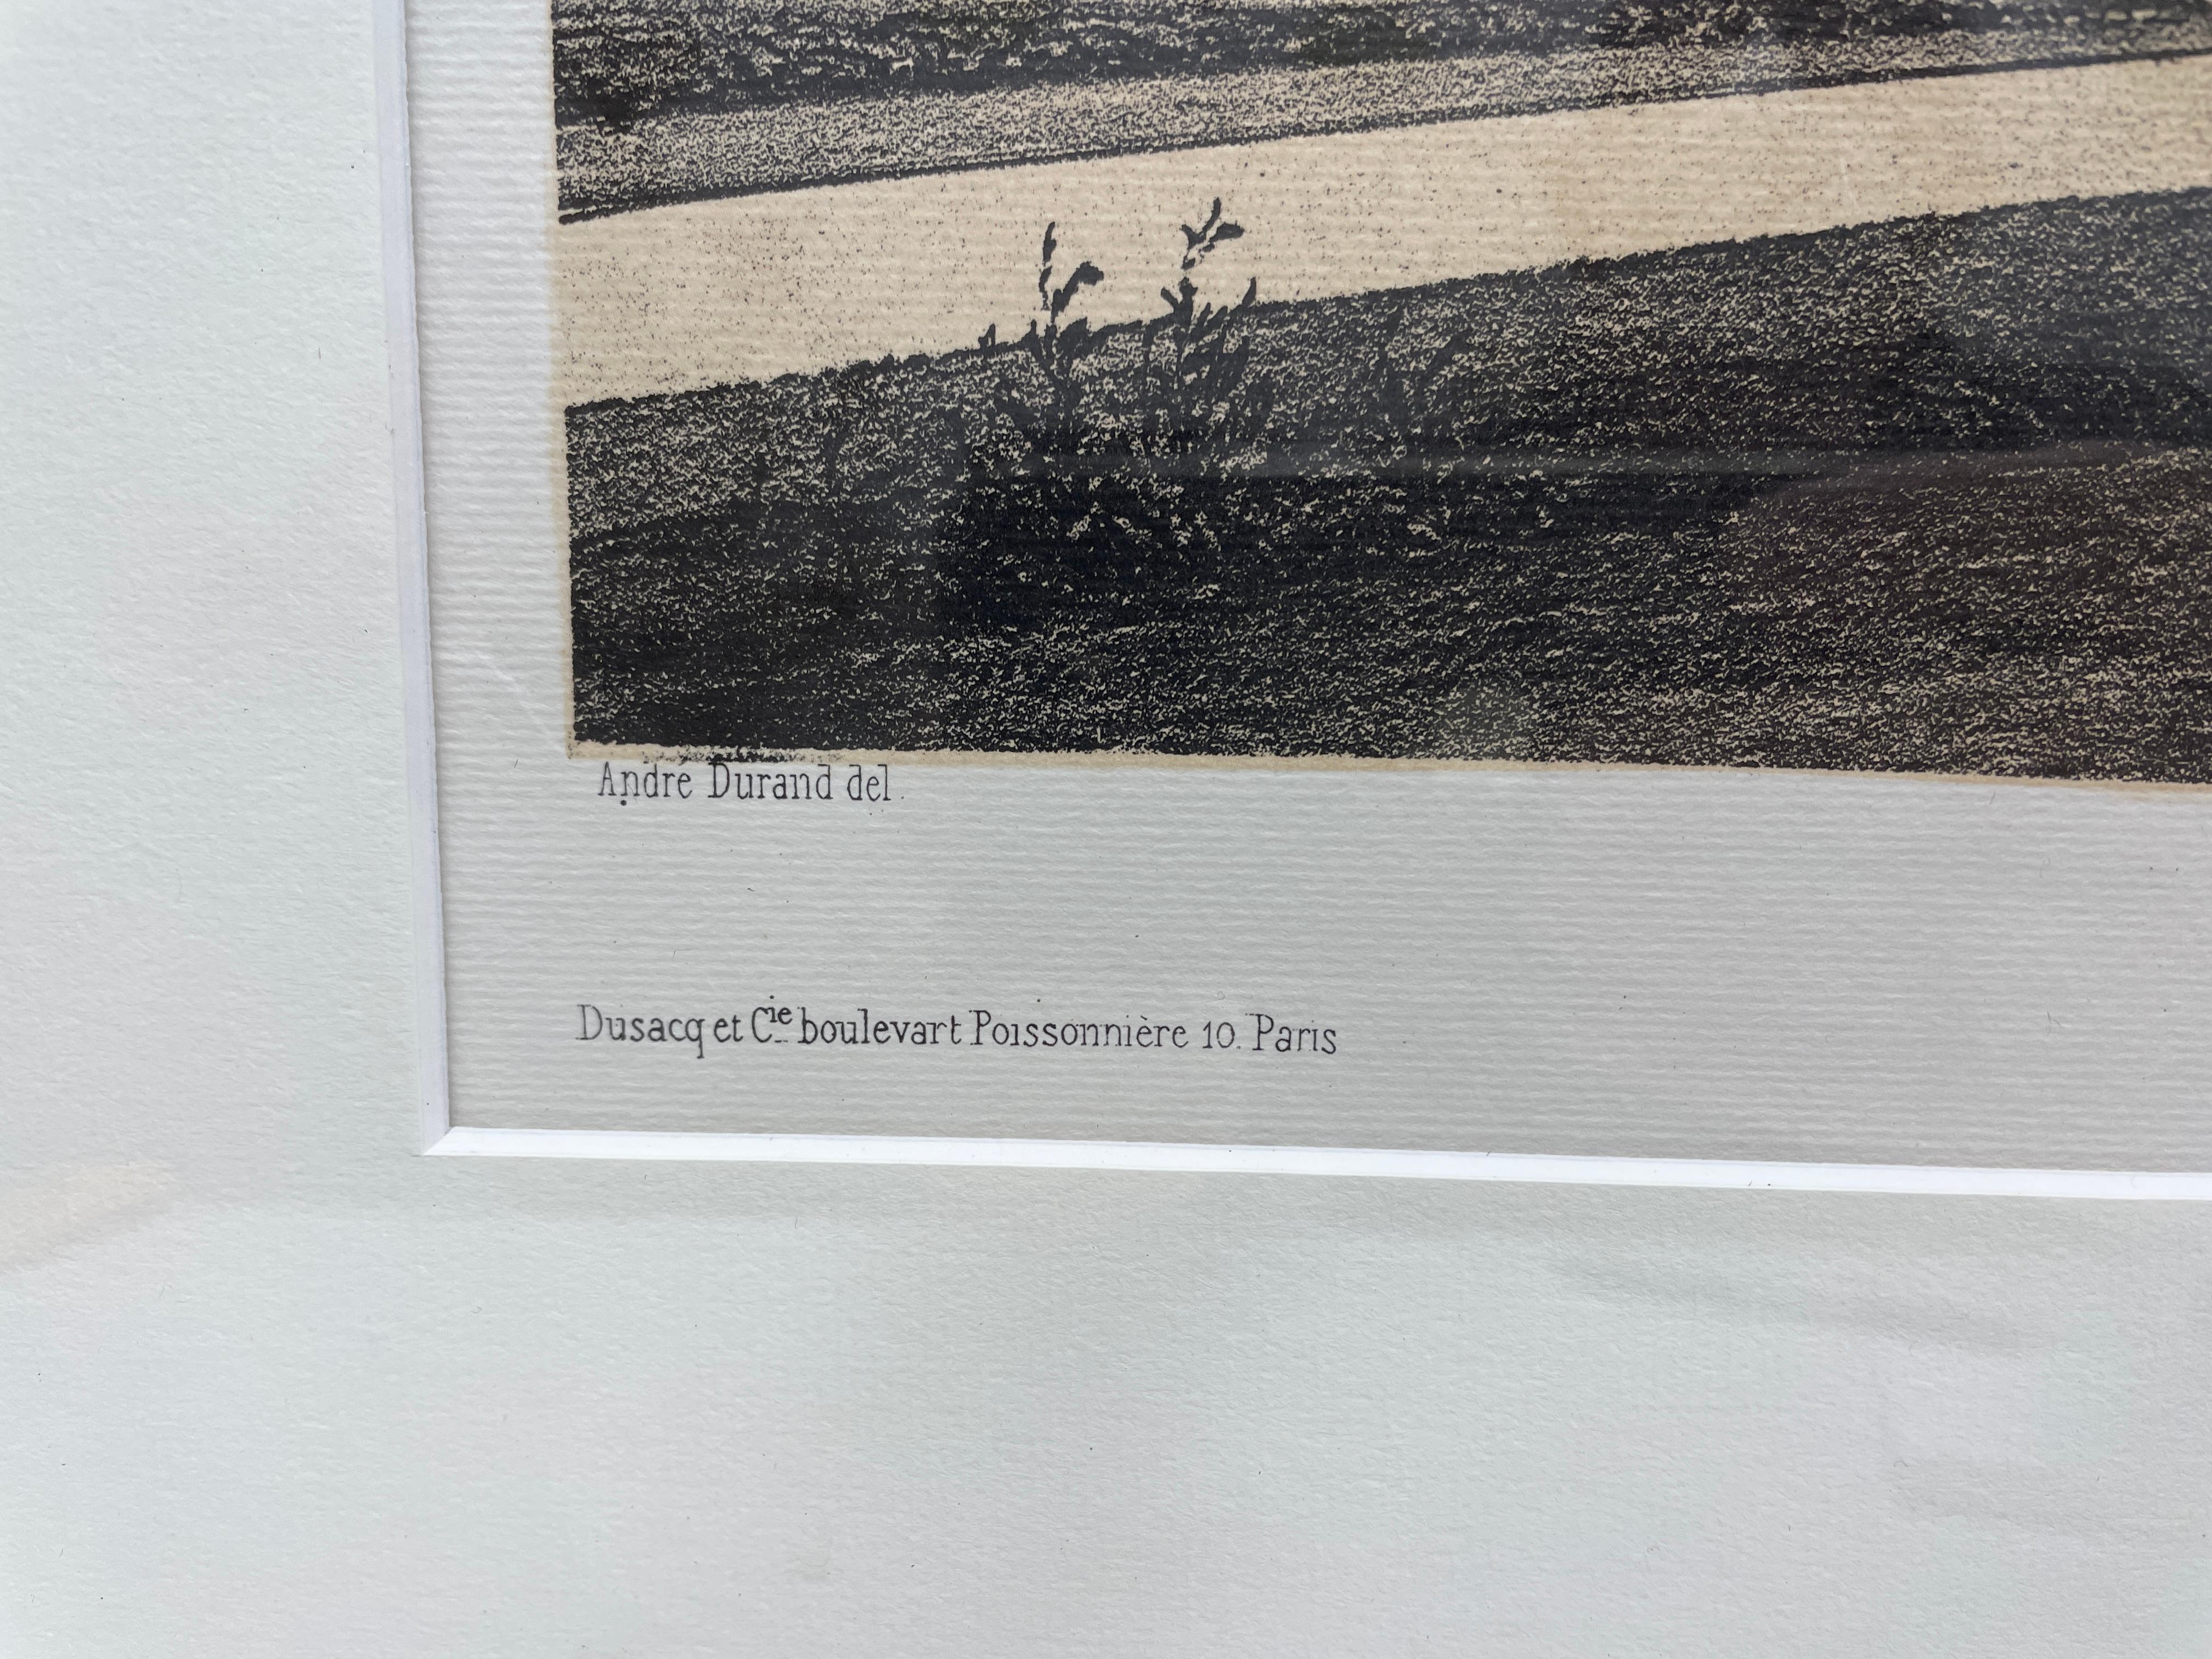 Andre Durand del.
Dusacq et Cie boulevart Poissonnière 10. Paris